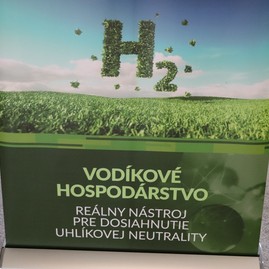 H2
VODÍKOVÉ
HOSPODÁRSTVO
REÁLNY NÁSTROJ
PRE DOSIAHNUTIE
UHLÍKOVEJ NEUTRALITY